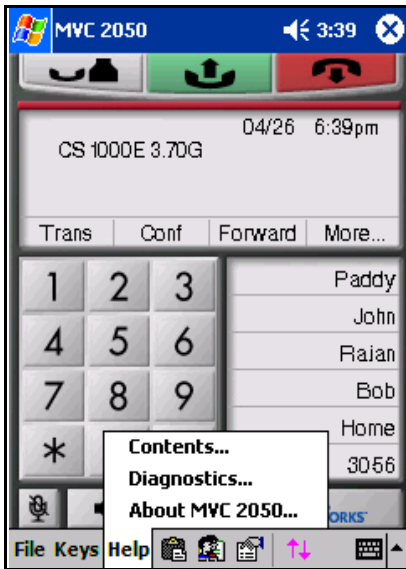 MVC 2050 3:39
04/26 6:39pm
CS 1000E 3.70G
Trans Conf Forward More...
1 2 3
4 5 6
7 8 9
*
Paddy
John
Raian
Bob
Home
3056
Contents...
Diagnostics...
About MVC 2050...
ORKS
File Keys Help